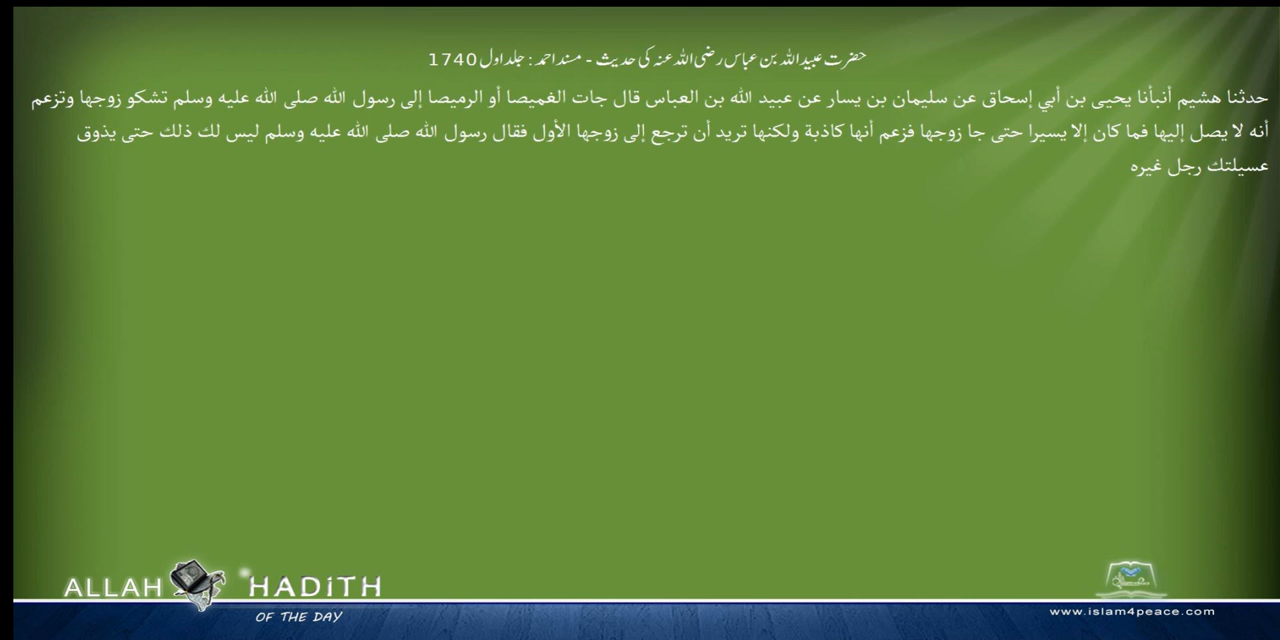 حضرت عبیداللہ بن عباس رضی اللہ عنہ کی حدیث - مسند احمد : جلد اول 1740
حدثنا هشيم أنبأنا يحيى بن أبي إسحاق عن سليمان بن يسار عن عبيد الله بن العباس قال جات الغميصا أو الرميصا إلى رسول الله صلى الله عليه وسلم تشكو زوجها وتزعم
أنه لا يصل إليها فما كان إلا يسيرا حتى جا زوجها فزعم أنها كاذبة ولكنها تريد أن ترجع إلى زوجها الأول فقال رسول الله صلى الله عليه وسلم ليس لك ذلك حتى يذوق
عسيلتك رجل غيره
ALLAH HADiTH
OF THE DAY
www.islam4peace.com